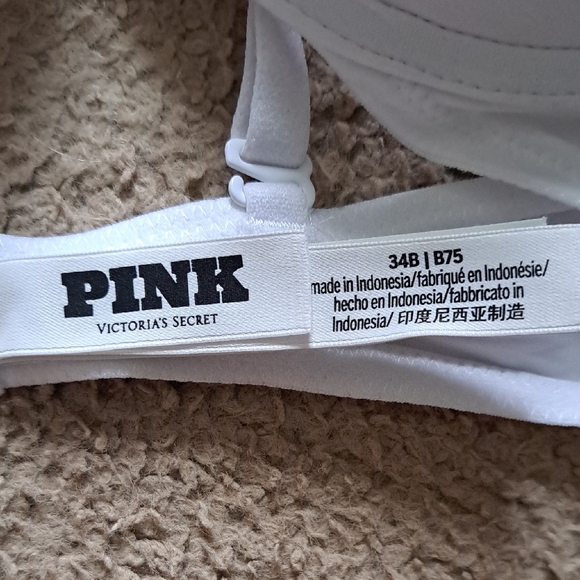 PINK
VICTORIA'S SECRET
34B | B75
made in Indonesia/fabriqué en Indonésie/
hecho en Indonesia/fabbricato in
Indonesia/ 印度尼西亚制造